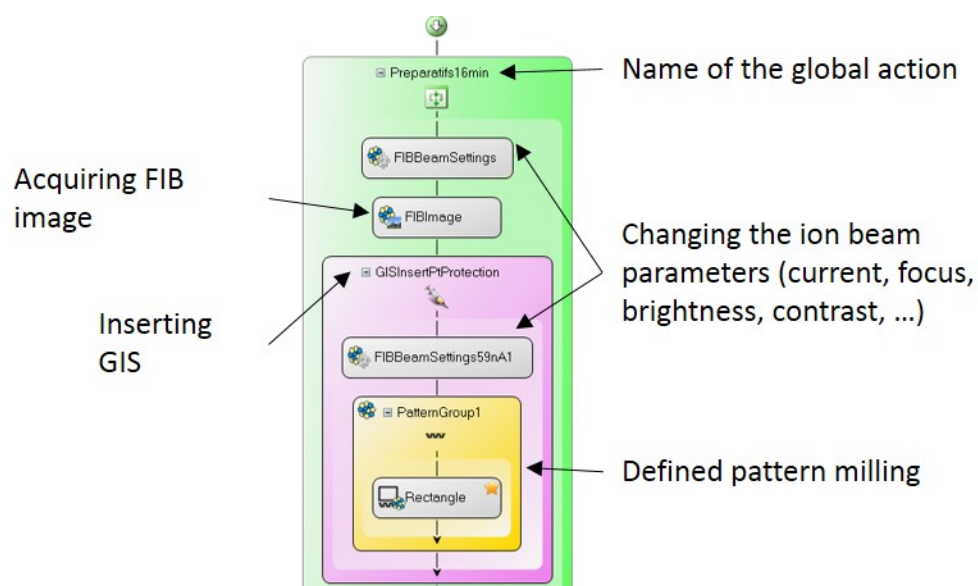 Preparatifs16min
Name of the global action
FIBBeamSettings
Acquiring FIB
image
FIBImage
Changing the ion beam
parameters (current, focus,
brightness, contrast, ...)
GISInsertPtProtection
Inserting
GIS
FIBBeamSettings59nA1
PatternGroup1
Defined pattern milling
Rectangle